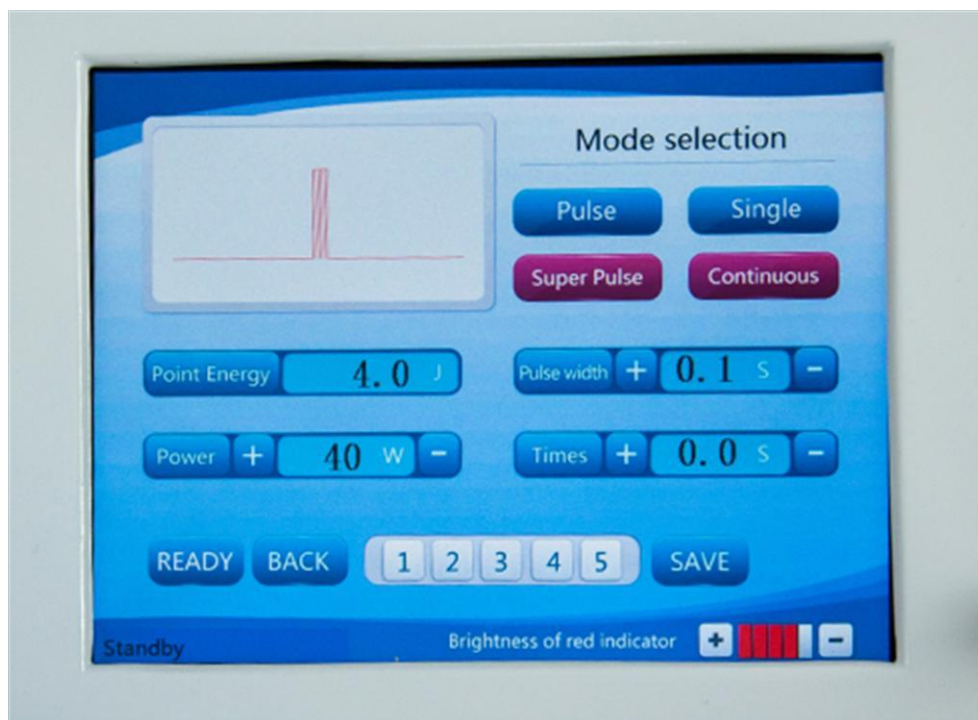 Mode selection
Pulse Single
Super Pulse Continuous
Point Energy 4.0 J Pulse width + 0.1 S -
Power + 40 W - Times + 0.0 S -
READY BACK 1 2 3 4 5 SAVE
Standby Brightness of red indicator + -